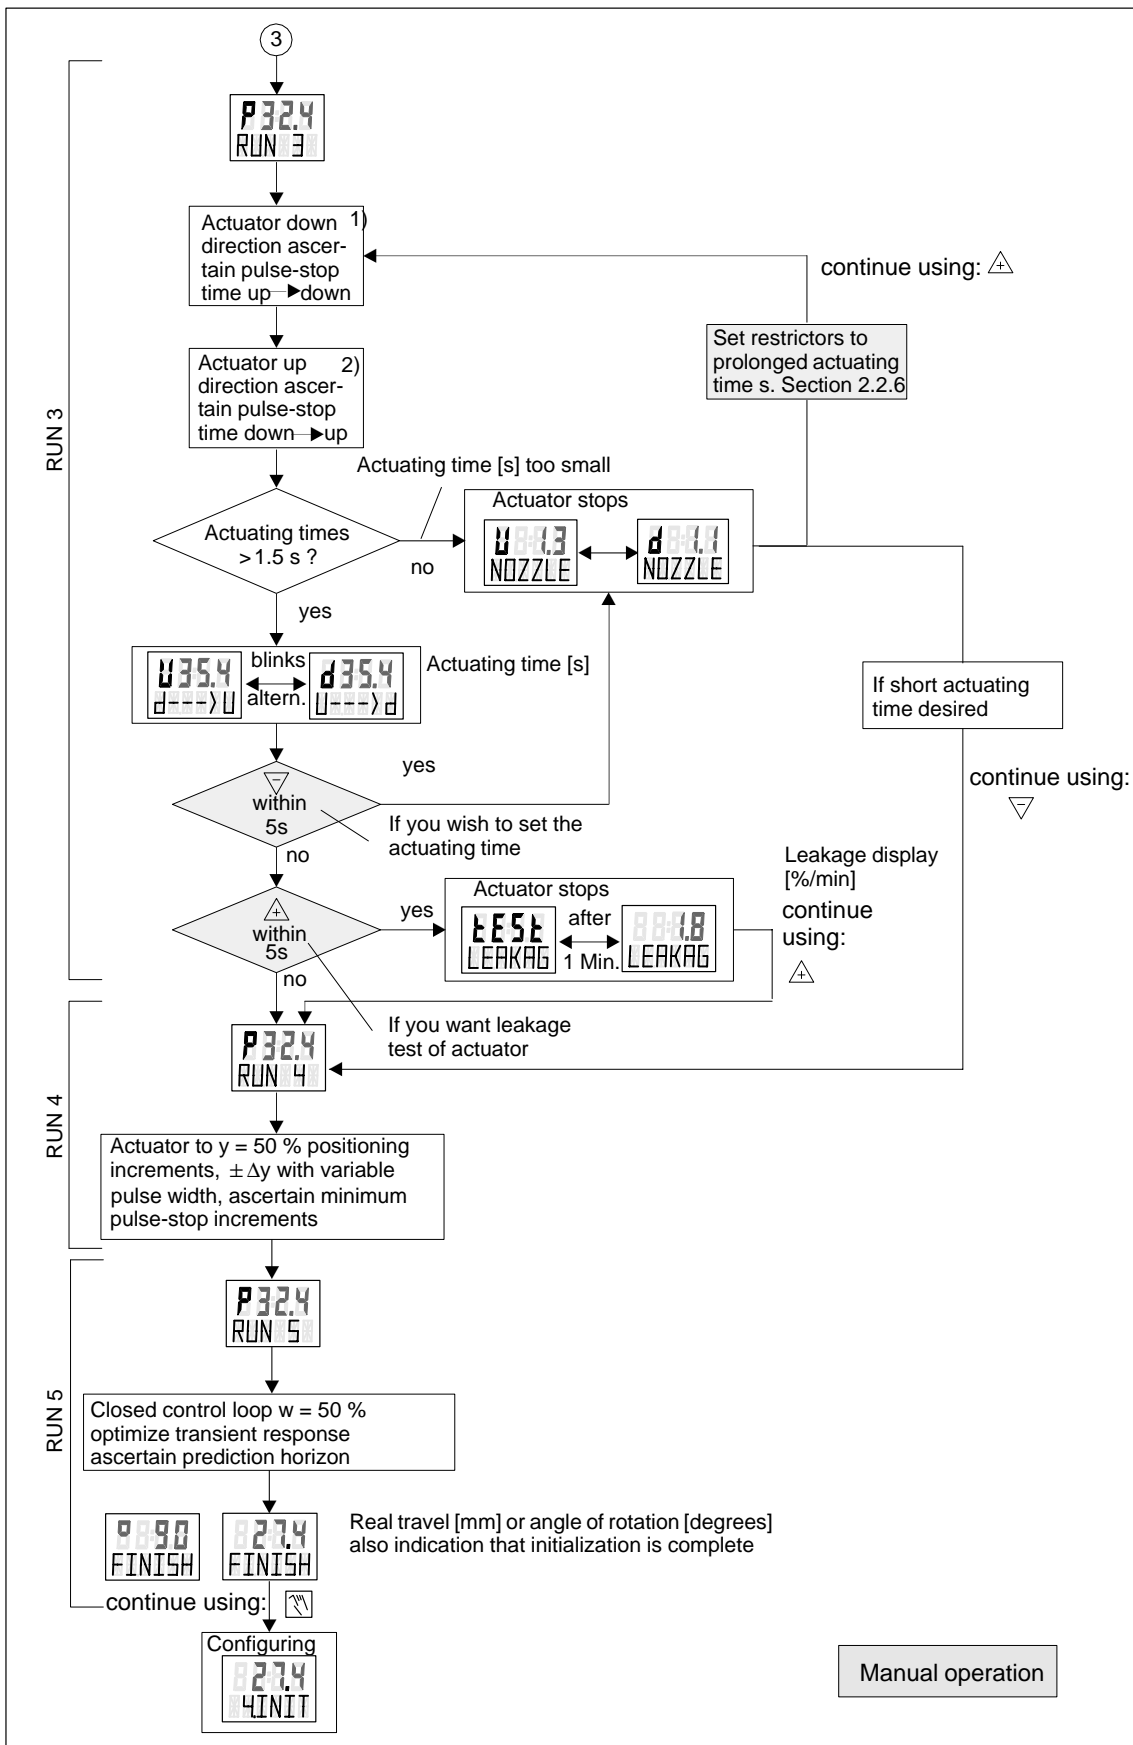 3
P32.4
RUN 3
Actuator down 1)
direction ascer-
tain pulse-stop
time up down
continue using: +
Set restrictors to
prolonged actuating
time s. Section 2.2.6
Actuator up 2)
direction ascer-
tain pulse-stop
time down up
RUN 3
Actuating time [s] too small
Actuating times
>1.5 s ?
no
yes
Actuator stops
U 1.3
NOZZLE
d 1.1
NOZZLE
U35.4
d--->U
blinks
altern.
d35.4
U--->d
Actuating time [s]
If short actuating
time desired
continue using:
−
−
within
5s
yes
no
If you wish to set the
actuating time
Leakage display
[%/min]
continue
using:
+
+
within
5s
yes
no
Actuator stops
tESt
LEAKAG
after
1 Min.
1.8
LEAKAG
If you want leakage
test of actuator
P32.4
RUN 4
RUN 4
Actuator to y = 50 % positioning
increments, ± Δy with variable
pulse width, ascertain minimum
pulse-stop increments
P32.4
RUN 5
RUN 5
Closed control loop w = 50 %
optimize transient response
ascertain prediction horizon
° 90
FINISH
27.4
FINISH
Real travel [mm] or angle of rotation [degrees]
also indication that initialization is complete
continue using:
Configuring
27.4
4.INIT
Manual operation